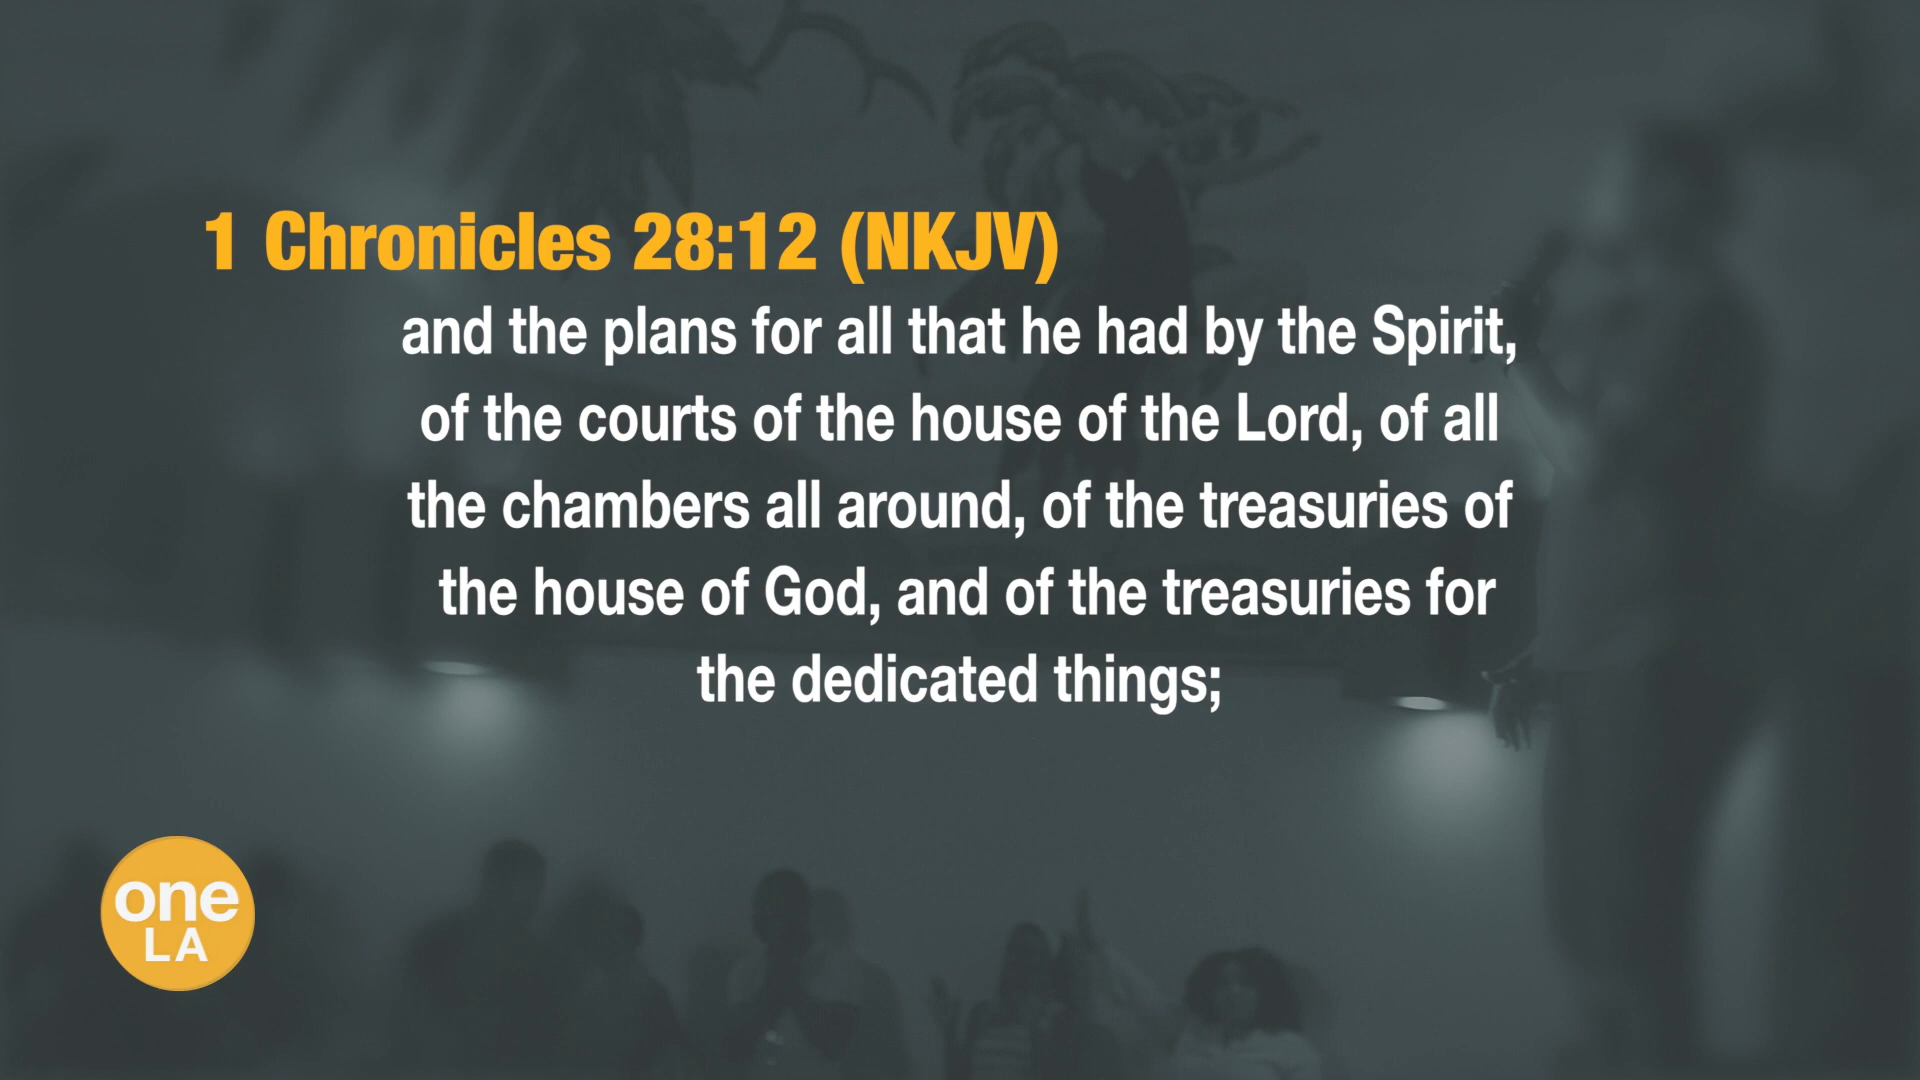 1 Chronicles 28:12 (NKJV)
and the plans for all that he had by the Spirit,
of the courts of the house of the Lord, of all
the chambers all around, of the treasuries of
the house of God, and of the treasuries for
the dedicated things;
one
LA